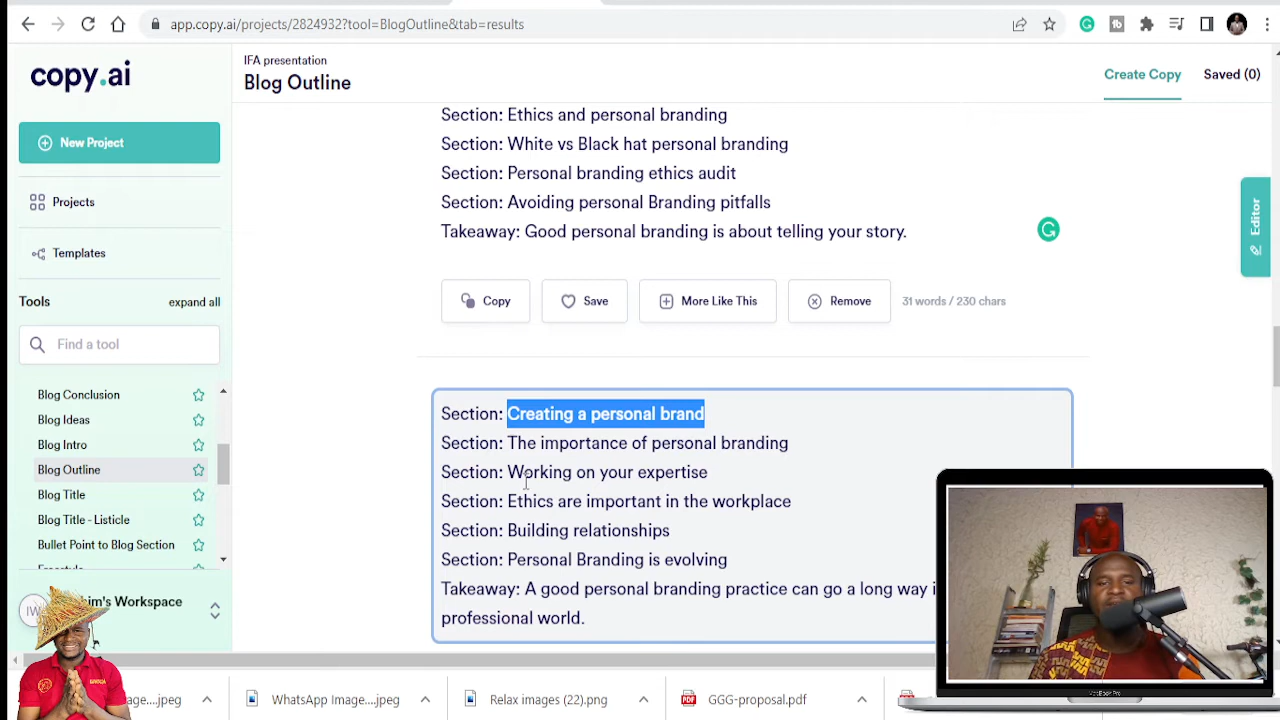 app.copy.ai/projects/2824932?tool=BlogOutline&tab=results
copy.ai
New Project
Projects
Templates
Tools
expand all
Find a tool
Blog Conclusion
Blog Ideas
Blog Intro
Blog Outline
Blog Title
Blog Title - Listicle
Bullet Point to Blog Section
IW
Workspace
IFA presentation
Blog Outline
Create Copy
Saved (0)
Section: Ethics and personal branding
Section: White vs Black hat personal branding
Section: Personal branding ethics audit
Section: Avoiding personal Branding pitfalls
Takeaway: Good personal branding is about telling your story.
Copy
Save
More Like This
Remove
31 words / 230 chars
Section: Creating a personal brand
Section: The importance of personal branding
Section: Working on your expertise
Section: Ethics are important in the workplace
Section: Building relationships
Section: Personal Branding is evolving
Takeaway: A good personal branding practice can go a long way
professional world.
Editor
MacBook Pro
age....jpeg
WhatsApp Image....jpeg
Relax images (22).png
GGG-proposal.pdf